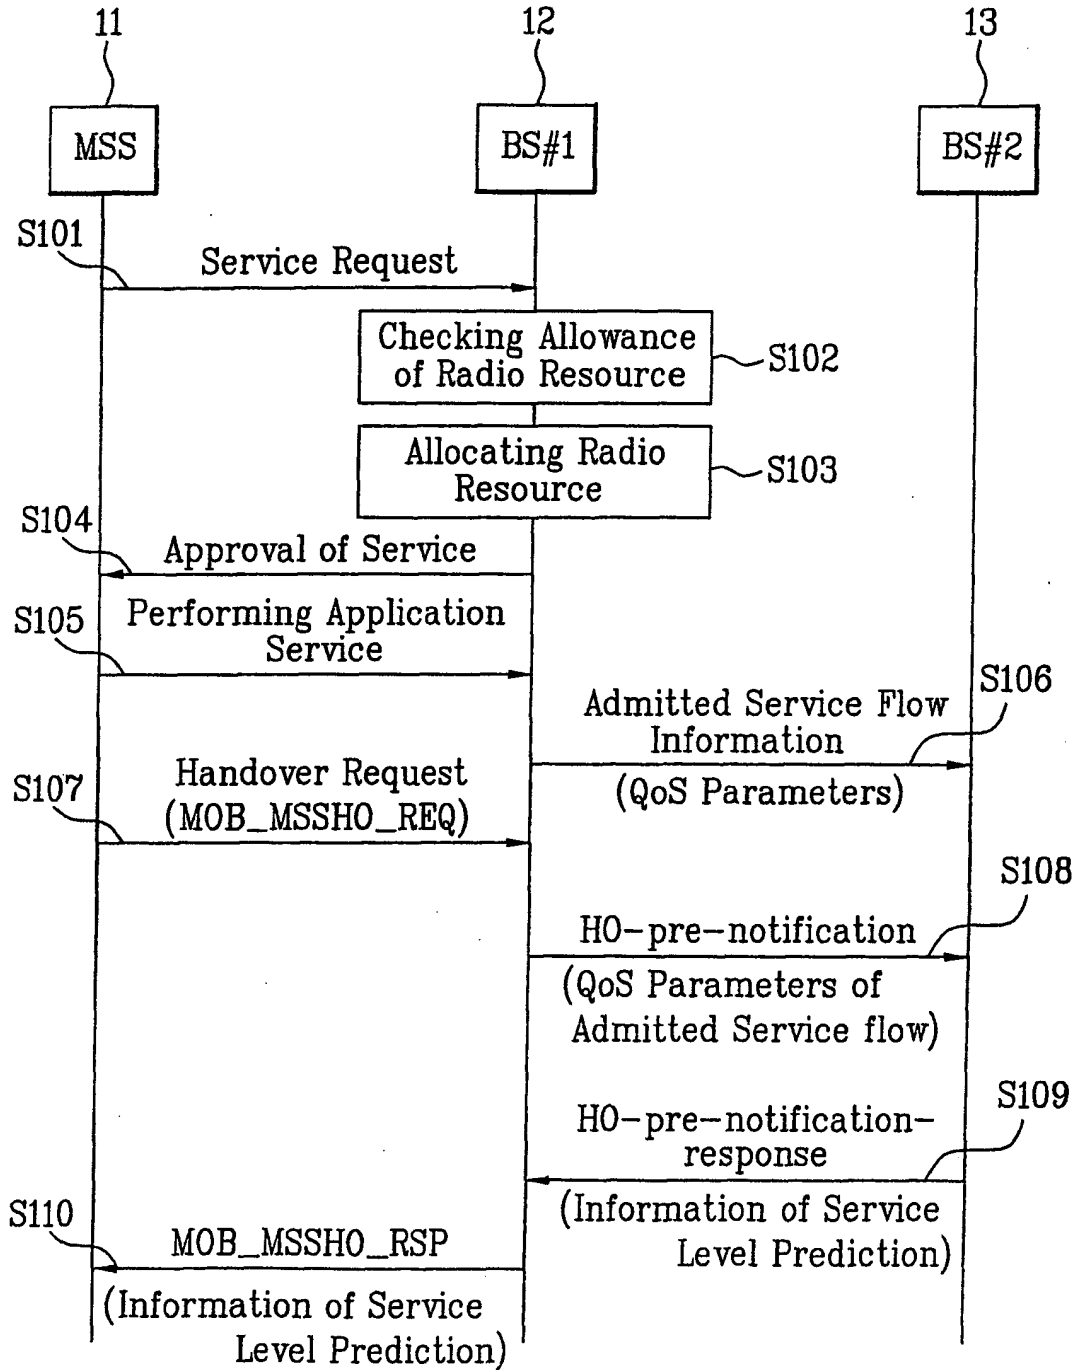 11
12
13
MSS
BS#1
BS#2
S101
Service Request
Checking Allowance
of Radio Resource
S102
Allocating Radio
Resource
S103
S104
Approval of Service
S105
Performing Application
Service
S106
Admitted Service Flow
Information
(QoS Parameters)
S107
Handover Request
(MOB_MSSHO_REQ)
S108
HO-pre-notification
(QoS Parameters of
Admitted Service flow)
S109
HO-pre-notification-
response
(Information of Service
Level Prediction)
S110
MOB_MSSHO_RSP
(Information of Service
Level Prediction)